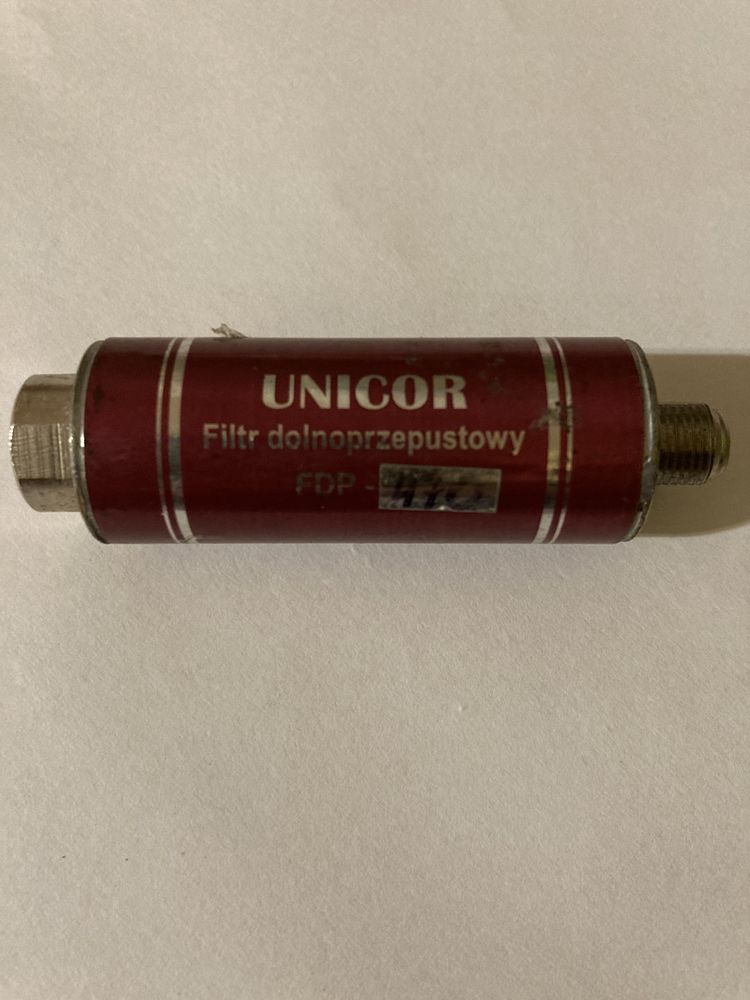 UNICOR
Filtr dolnoprzepustowy
FDP -